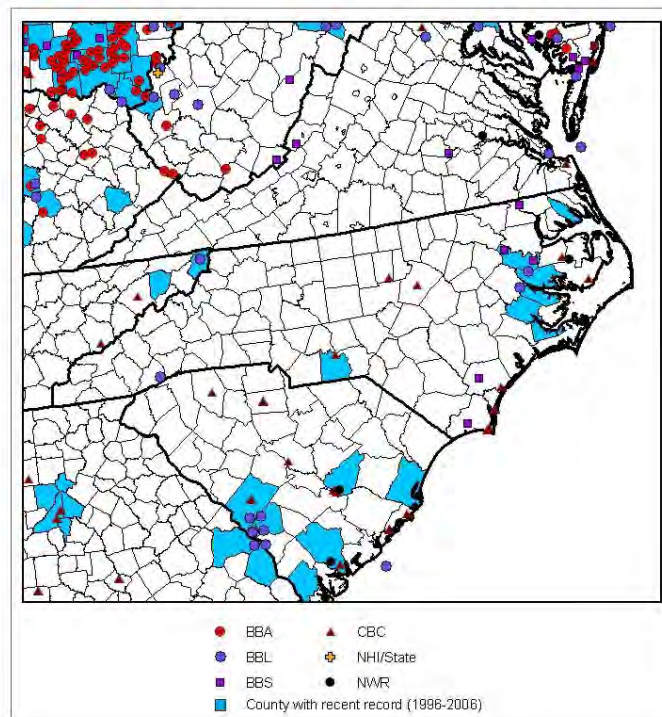 BBA CBC
BBL NHI/State
BBS NWR
County with recent record (1996-2006)